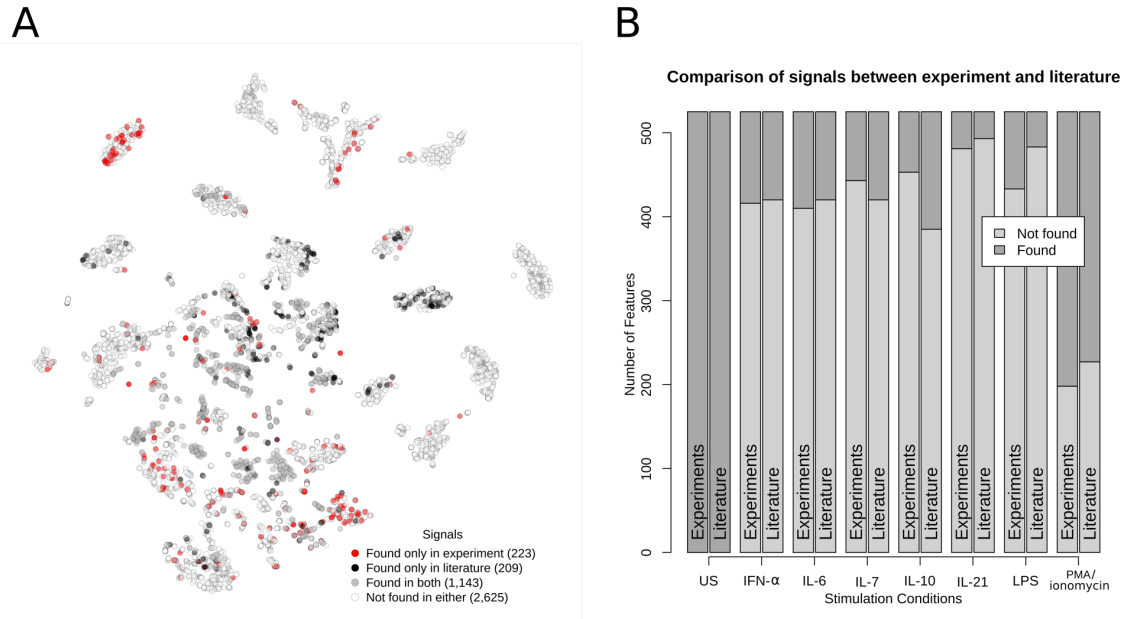 A
Signals
Found only in experiment (223)
Found only in literature (209)
Found in both (1,143)
Not found in either (2,625)
B
Comparison of signals between experiment and literature
Number of Features
500
400
300
200
100
0
Not found
Found
Experiments
Literature
Experiments
Literature
Experiments
Literature
Experiments
Literature
Experiments
Literature
Experiments
Literature
Experiments
Literature
Experiments
Literature
US
IFN-α
IL-6
IL-7
IL-10
IL-21
LPS
PMA/
ionomycin
Stimulation Conditions